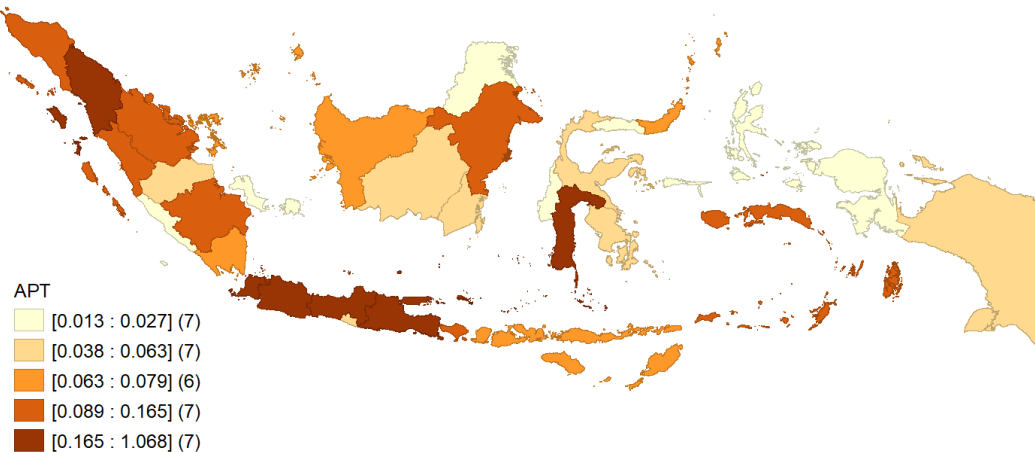 APT
[0.013 : 0.027] (7)
[0.038 : 0.063] (7)
[0.063 : 0.079] (6)
[0.089 : 0.165] (7)
[0.165 : 1.068] (7)